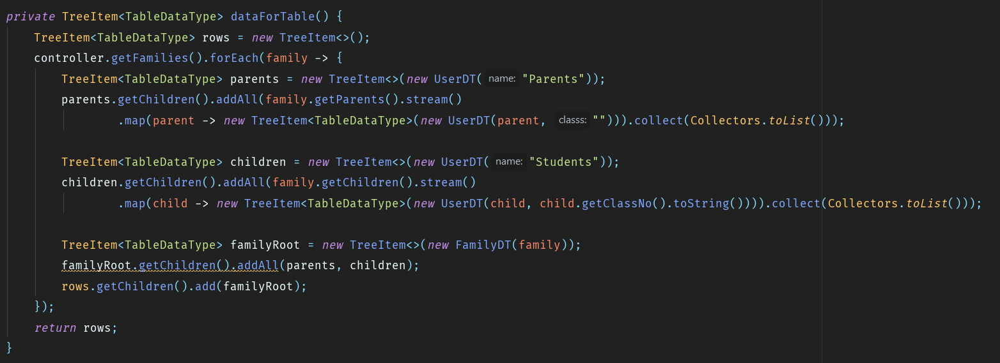 private TreeItem<TableDataType> dataForTable() {
    TreeItem<TableDataType> rows = new TreeItem<>();
    controller.getFamilies().forEach(family -> {
        TreeItem<TableDataType> parents = new TreeItem<>(new UserDT( name: "Parents"));
        parents.getChildren().addAll(family.getParents().stream()
                .map(parent -> new TreeItem<TableDataType>(new UserDT(parent, classs: ""))).collect(Collectors.toList()));
        TreeItem<TableDataType> children = new TreeItem<>(new UserDT( name: "Students"));
        children.getChildren().addAll(family.getChildren().stream()
                .map(child -> new TreeItem<TableDataType>(new UserDT(child, child.getClassNo().toString()))).collect(Collectors.toList()));
        TreeItem<TableDataType> familyRoot = new TreeItem<>(new FamilyDT(family));
        familyRoot.getChildren().addAll(parents, children);
        rows.getChildren().add(familyRoot);
    });
    return rows;
}